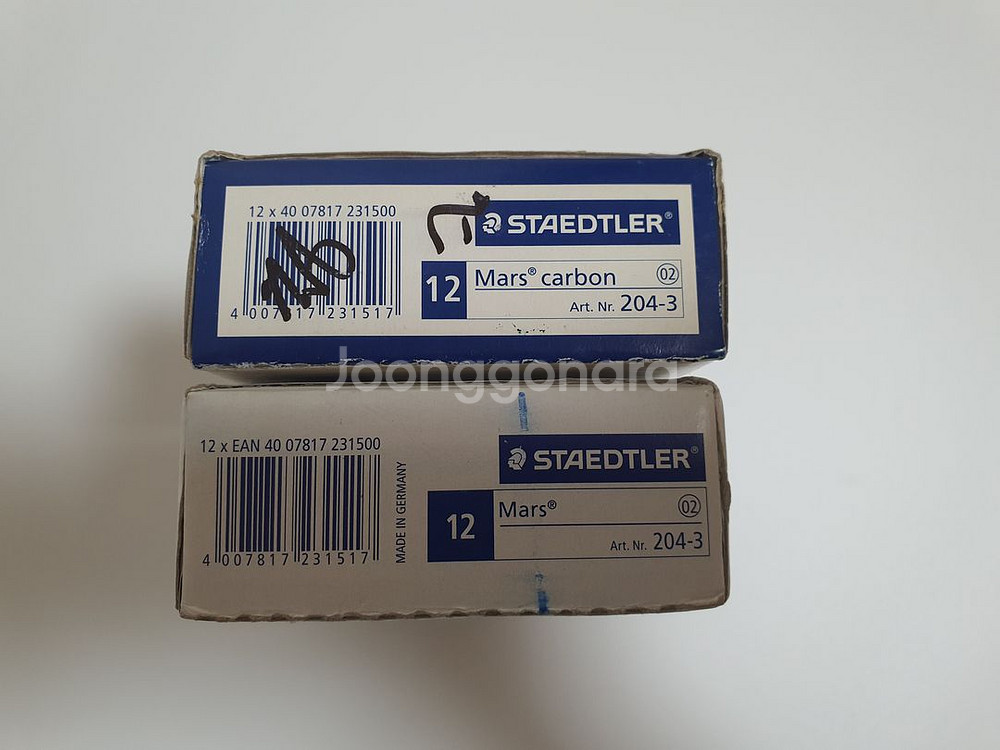 12 x 40 07817 231500
4 007817 231517
STAEDTLER®
12
Mars® carbon
02
Art. Nr. 204-3
Joonggonara
12 x EAN 40 07817 231500
4 007817 231517
MADE IN GERMANY
STAEDTLER®
12
Mars®
02
Art. Nr. 204-3